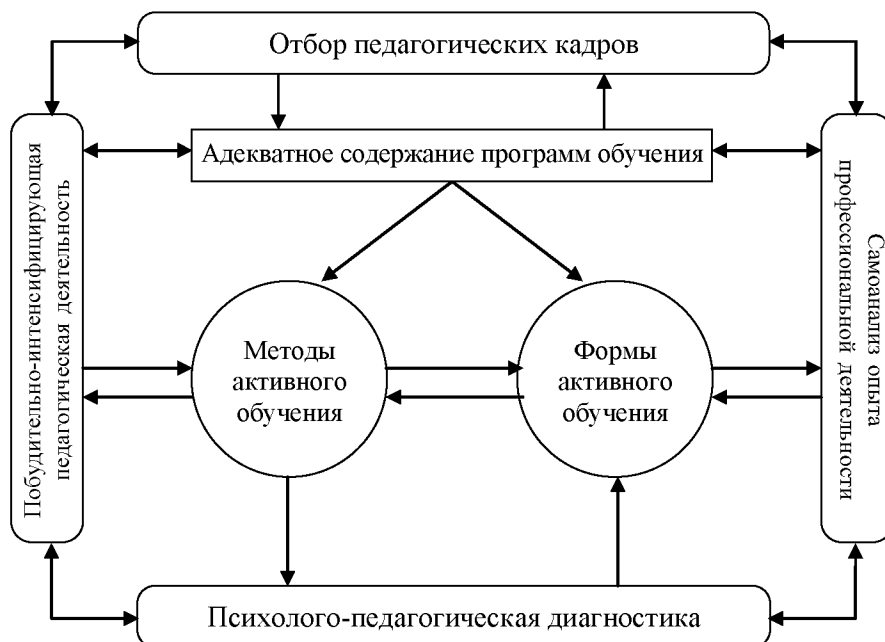 Отбор педагогических кадров
Адекватное содержание программ обучения
Побудительно-интенсифицирующая
педагогическая деятельность
Методы
активного
обучения
Формы
активного
обучения
Самоанализ опыта
профессиональной деятельности
Психолого-педагогическая диагностика